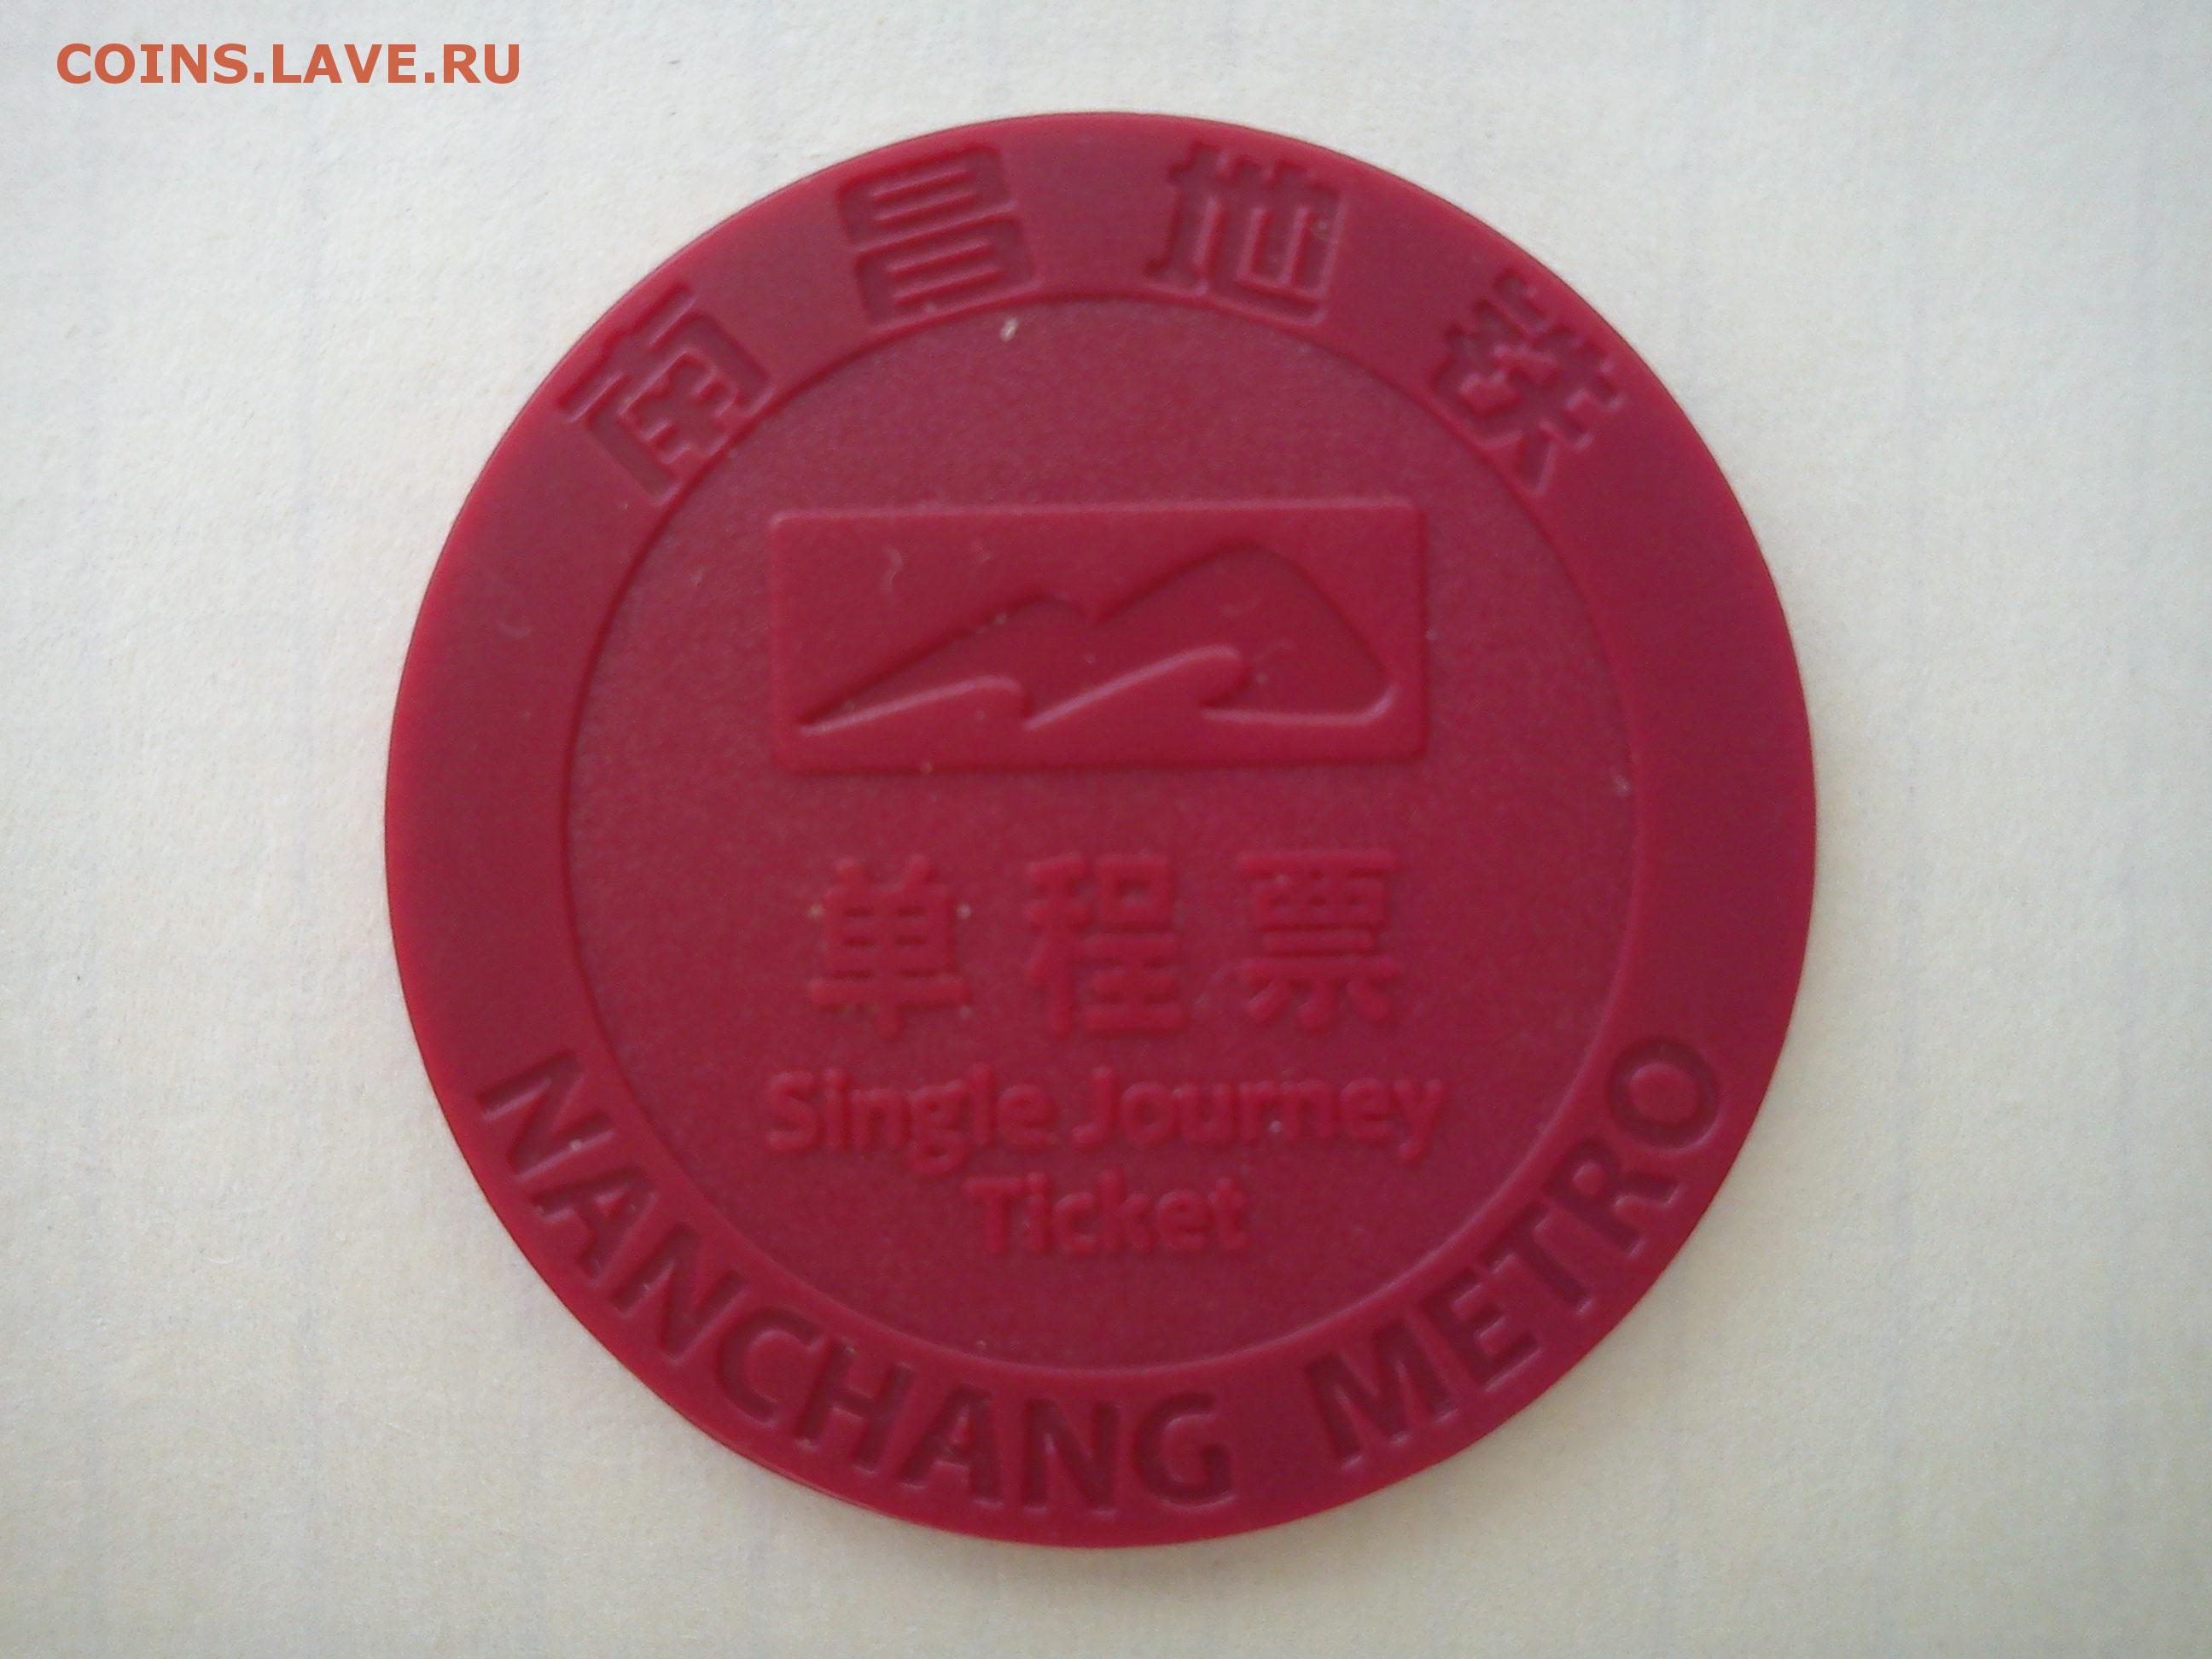 COINS.LAVE.RU
南昌地铁
单程票
Single Journey
Ticket
NANCHANG METRO